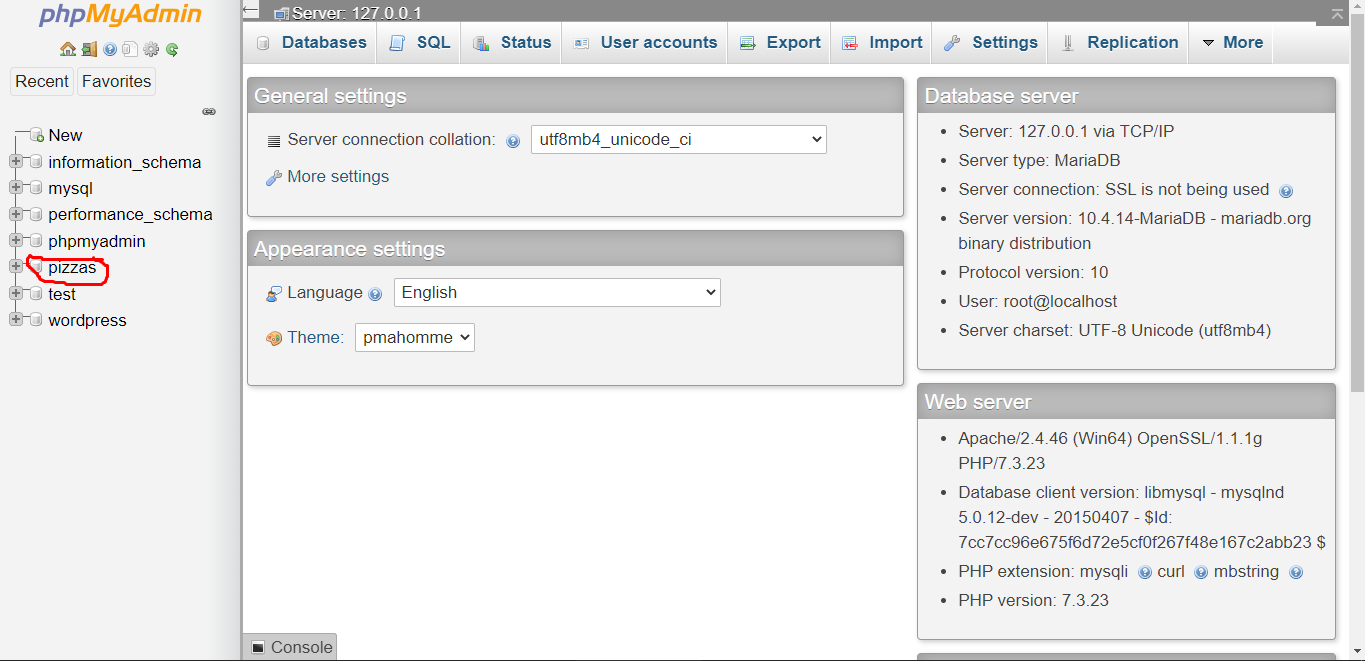 phpMyAdmin
Recent Favorites
New
information_schema
mysql
performance_schema
phpmyadmin
pizzas
test
wordpress
Server: 127.0.0.1
Databases SQL Status User accounts Export Import Settings Replication More
General settings
Server connection collation: utf8mb4_unicode_ci
More settings
Appearance settings
Language English
Theme: pmahomme
Database server
• Server: 127.0.0.1 via TCP/IP
• Server type: MariaDB
• Server connection: SSL is not being used
• Server version: 10.4.14-MariaDB - mariadb.org
binary distribution
• Protocol version: 10
• User: root@localhost
• Server charset: UTF-8 Unicode (utf8mb4)
Web server
• Apache/2.4.46 (Win64) OpenSSL/1.1.1g
PHP/7.3.23
• Database client version: libmysql - mysqlnd
5.0.12-dev - 20150407 - $Id:
7cc7cc96e675f6d72e5cf0f267f48e167c2abb23 $
• PHP extension: mysqli curl mbstring
• PHP version: 7.3.23
Console